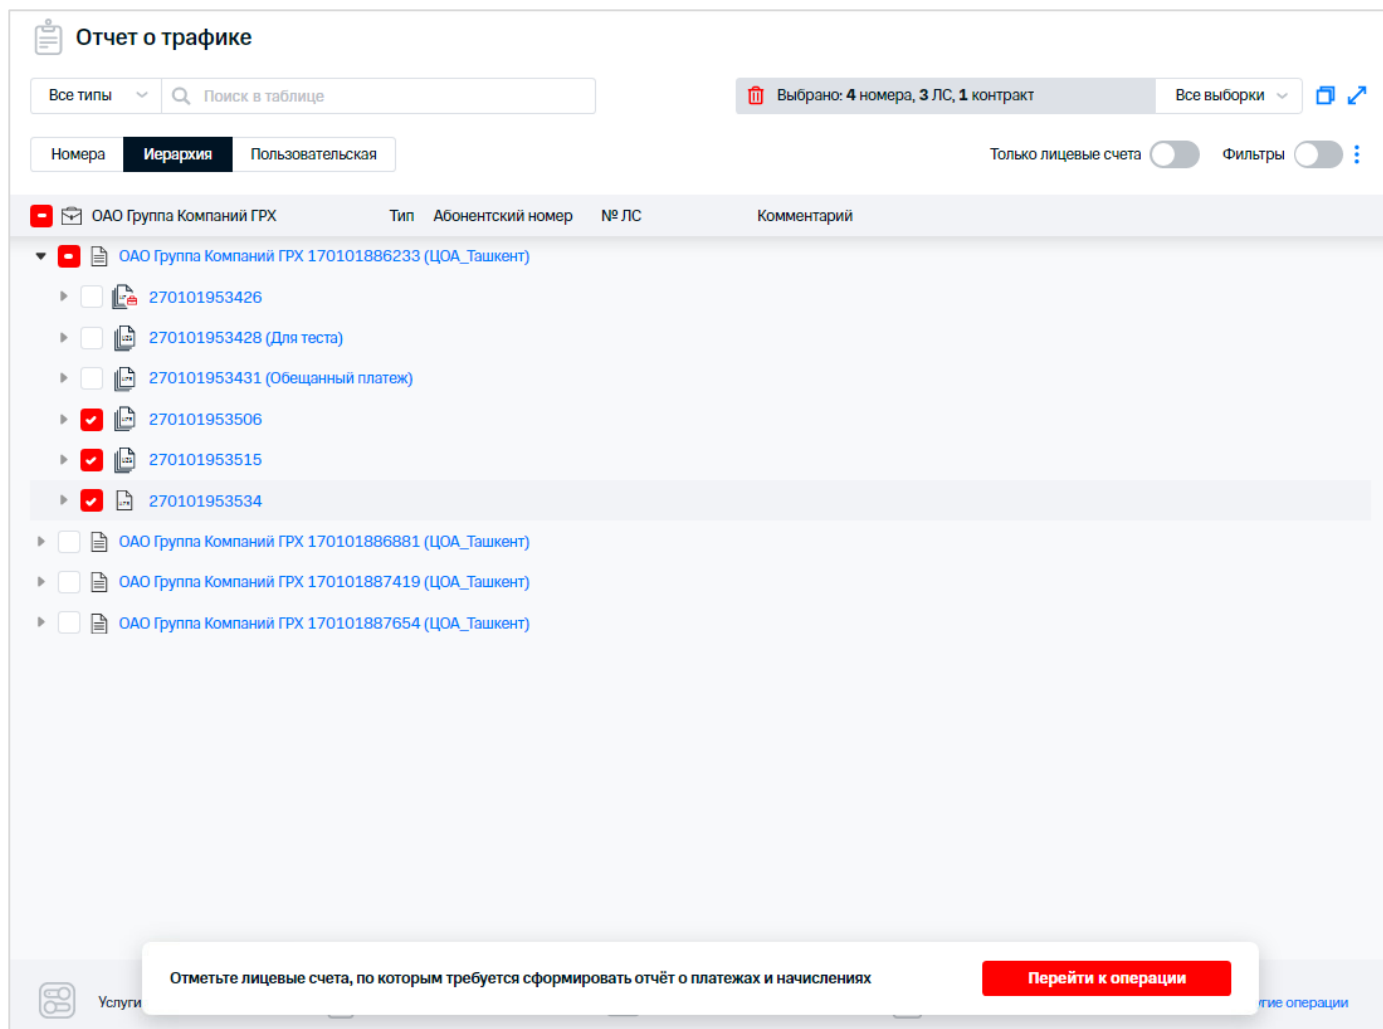 Отчет о трафике
Все типы Поиск в таблице Выбрано: 4 номера, 3 ЛС, 1 контракт Все выборки
Номера Иерархия Пользовательская Только лицевые счета Фильтры
ОАО Группа Компаний ГРХ Тип Абонентский номер № ЛС Комментарий
ОАО Группа Компаний ГРХ 170101886233 (ЦОА_Ташкент)
270101953426
270101953428 (Для теста)
270101953431 (Обещанный платеж)
270101953506
270101953515
270101953534
ОАО Группа Компаний ГРХ 170101886881 (ЦОА_Ташкент)
ОАО Группа Компаний ГРХ 170101887419 (ЦОА_Ташкент)
ОАО Группа Компаний ГРХ 170101887654 (ЦОА_Ташкент)
Отметьте лицевые счета, по которым требуется сформировать отчёт о платежах и начислениях Перейти к операции
Услуги гие операции